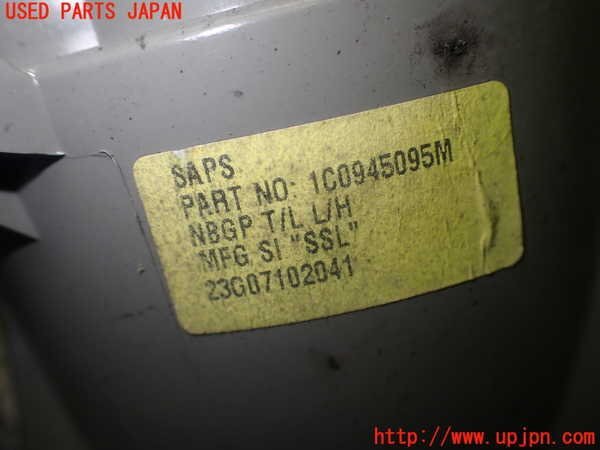 USED PARTS JAPAN
SAPS
PART NO: 1C0945095M
NBGP T/L L/H
MFG SI "SSL"
23G07102041
http://www.upjpn.com/